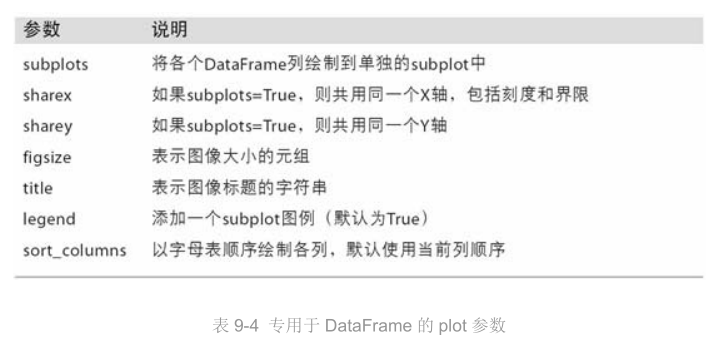 参数 说明
subplots 将各个DataFrame列绘制到单独的subplot中
sharex 如果subplots=True，则共用同一个X轴，包括刻度和界限
sharey 如果subplots=True，则共用同一个Y轴
figsize 表示图像大小的元组
title 表示图像标题的字符串
legend 添加一个subplot图例（默认为True）
sort_columns 以字母表顺序绘制各列，默认使用当前列顺序
表 9-4 专用于 DataFrame 的 plot 参数